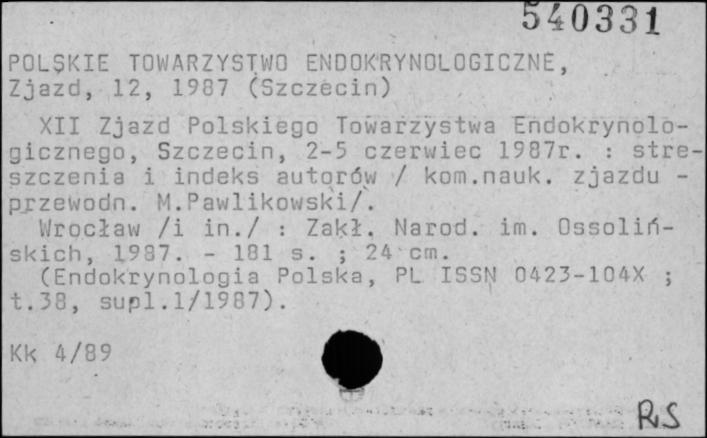 540331
POLSKIE TOWARZYSTWO ENDOKRYNOLOGICZNE,
Zjazd, 12, 1987 (Szczecin)
XII Zjazd Polskiego Towarzystwa Endokrynolo-
gicznego, Szczecin, 2-5 czerwiec 1987r. : stre-
szczenia i indeks autorów / kom.nauk. zjazdu -
przewodn. M.Pawlikowski/.
Wrocław /i in./ : Zakł. Narod. im. Ossoliń-
skich, 1987. - 181 s. ; 24 cm.
(Endokrynologia Polska, PL ISSN 0423-104X ;
t.38, supl.1/1987).
Kk 4/89
RS